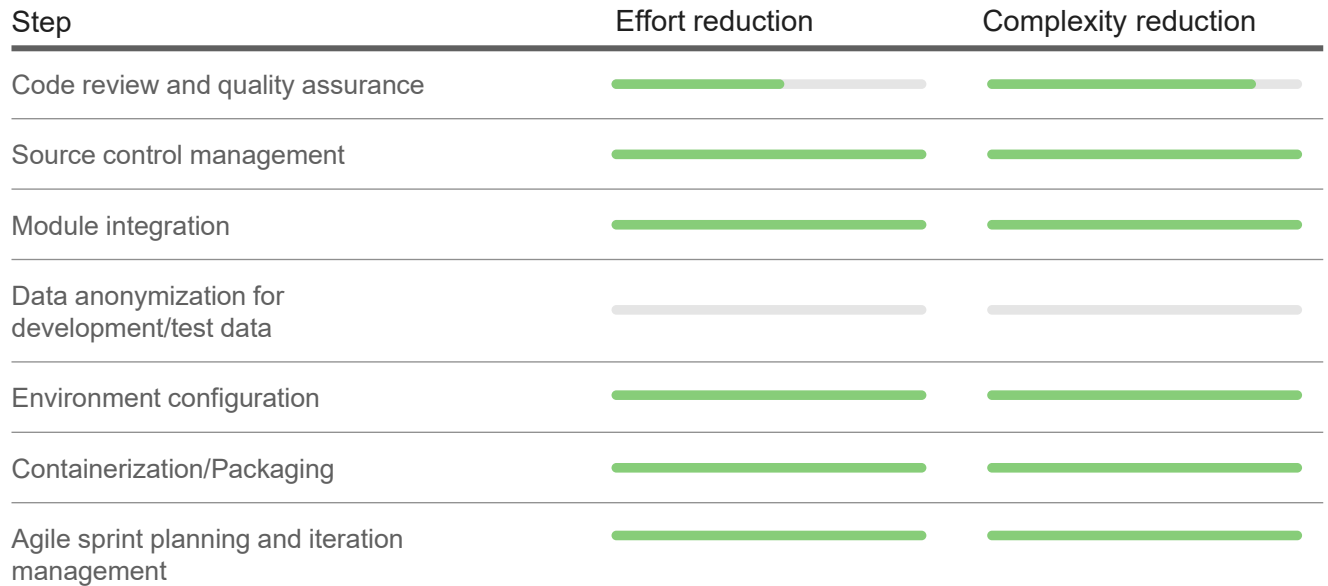 Step Effort reduction Complexity reduction
Code review and quality assurance
Source control management
Module integration
Data anonymization for
development/test data
Environment configuration
Containerization/Packaging
Agile sprint planning and iteration
management